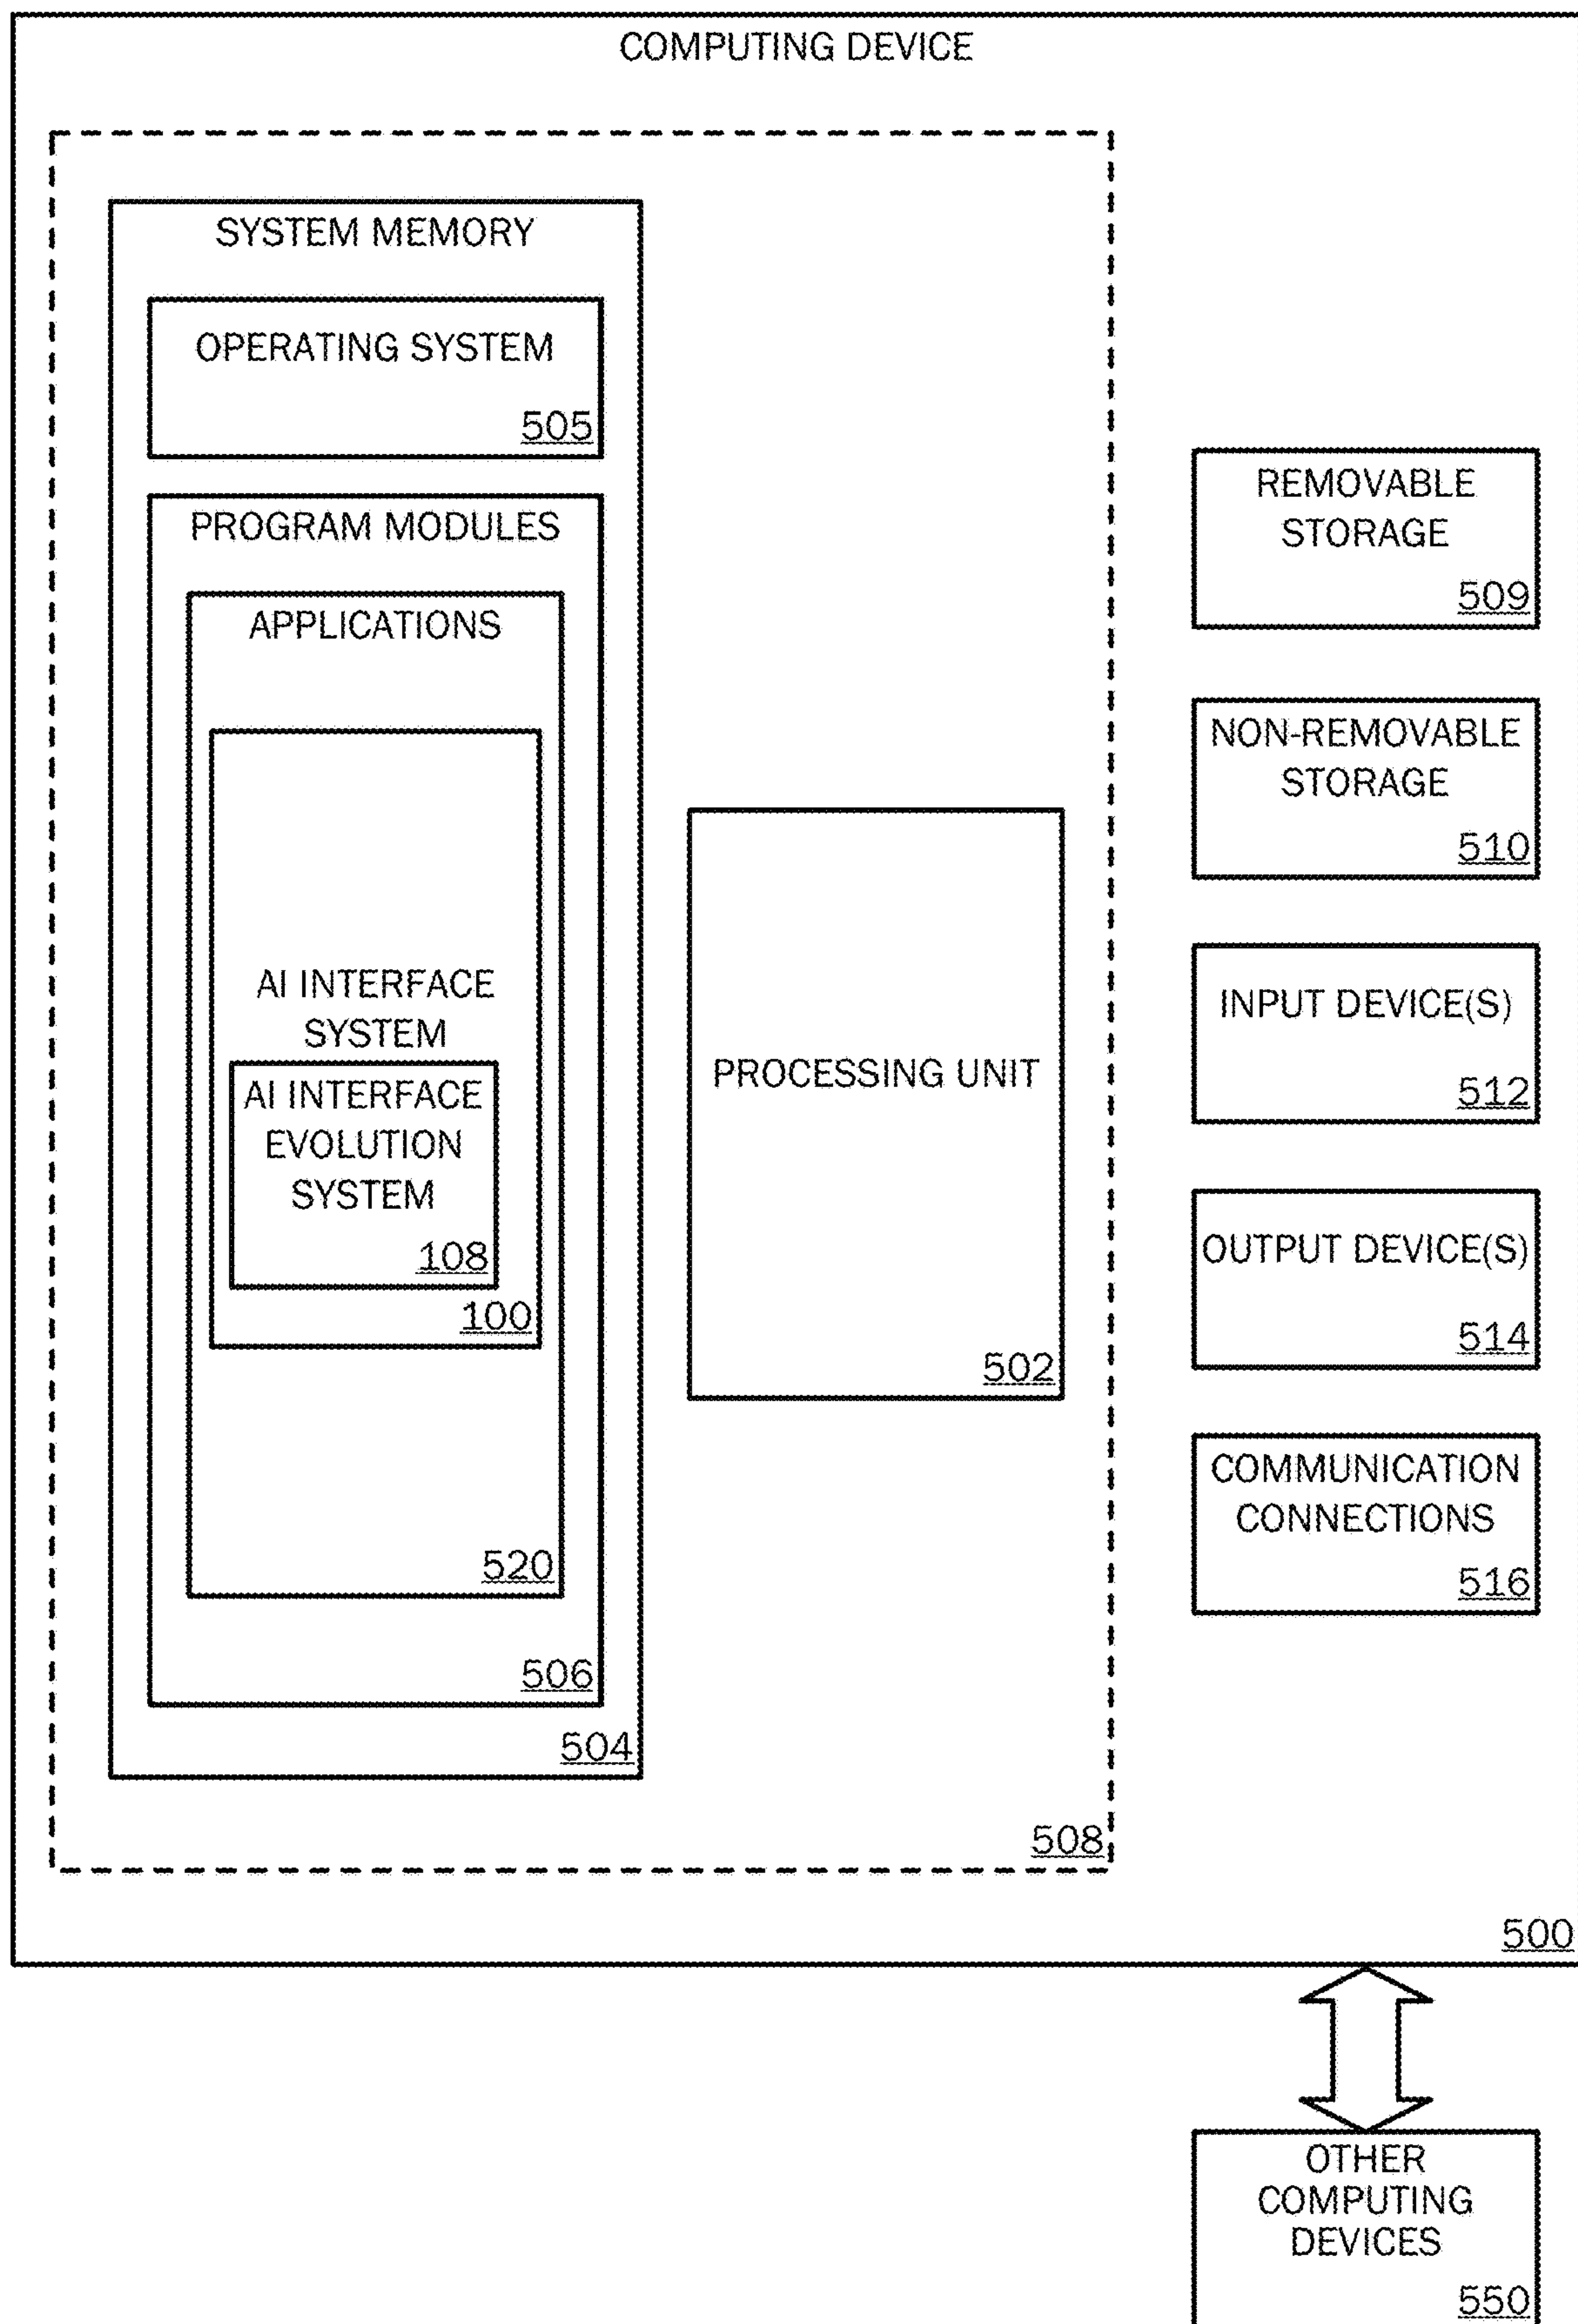 COMPUTING DEVICE
SYSTEM MEMORY
OPERATING SYSTEM
505
PROGRAM MODULES
APPLICATIONS
AI INTERFACE
SYSTEM
AI INTERFACE
EVOLUTION
SYSTEM
108
100
520
506
504
PROCESSING UNIT
502
508
REMOVABLE
STORAGE
509
NON-REMOVABLE
STORAGE
510
INPUT DEVICE(S)
512
OUTPUT DEVICE(S)
514
COMMUNICATION
CONNECTIONS
516
500
OTHER
COMPUTING
DEVICES
550